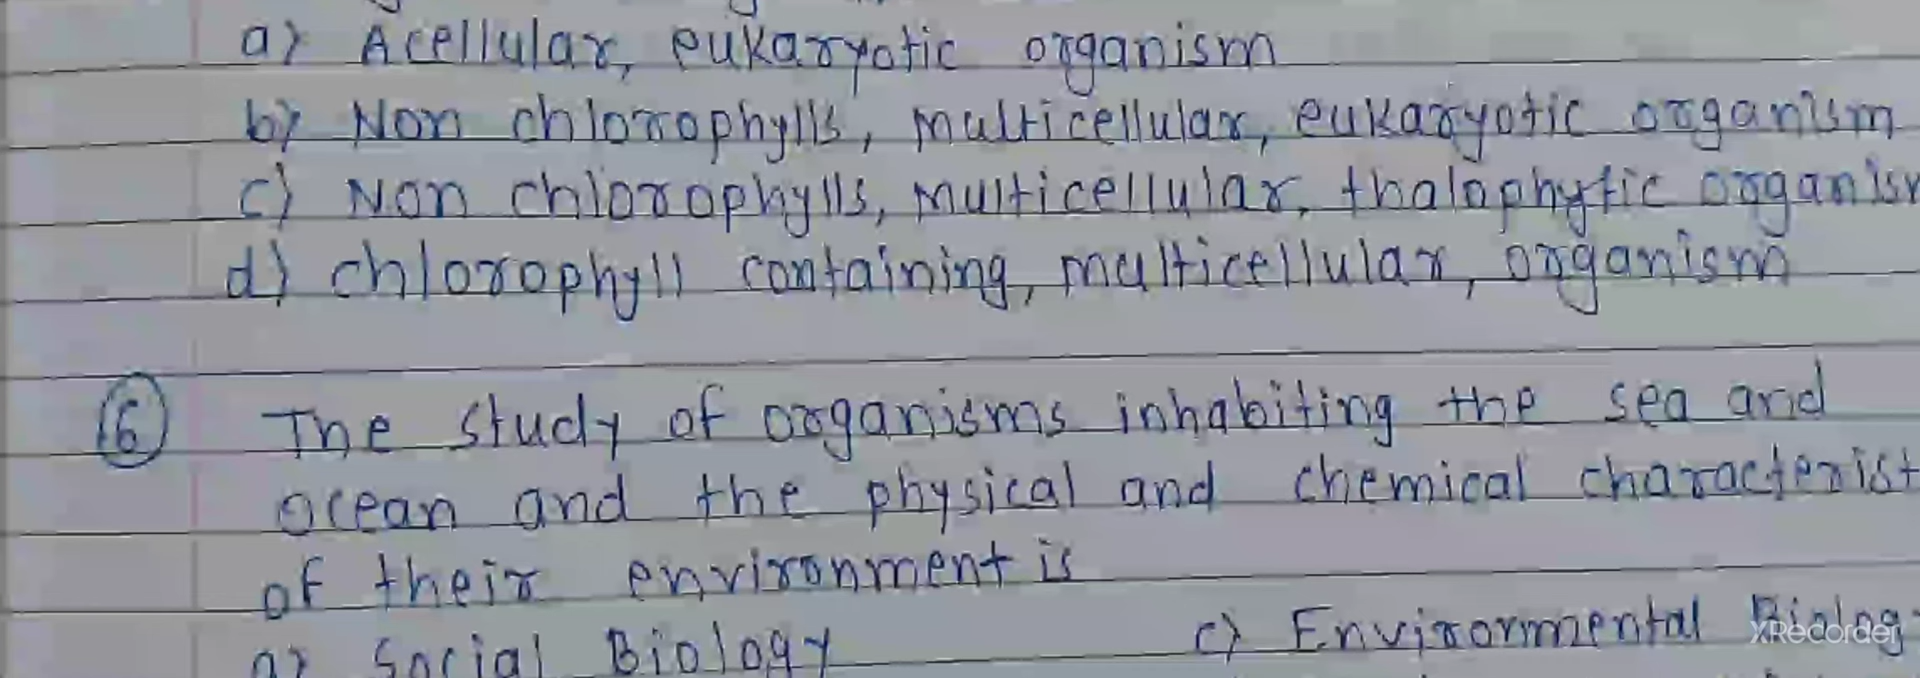 a) Acellular, eukaryotic organism
b) Non chlorophylls, multicellular, eukaryotic organism
c) Non chlorophylls, multicellular, thalophytic organism
d) chlorophyll containing, multicellular, organism
6 The study of organisms inhabiting the sea and
ocean and the physical and chemical characterist
of their environment is
a) Social Biology
c) Environmental Biolog
XRecorder